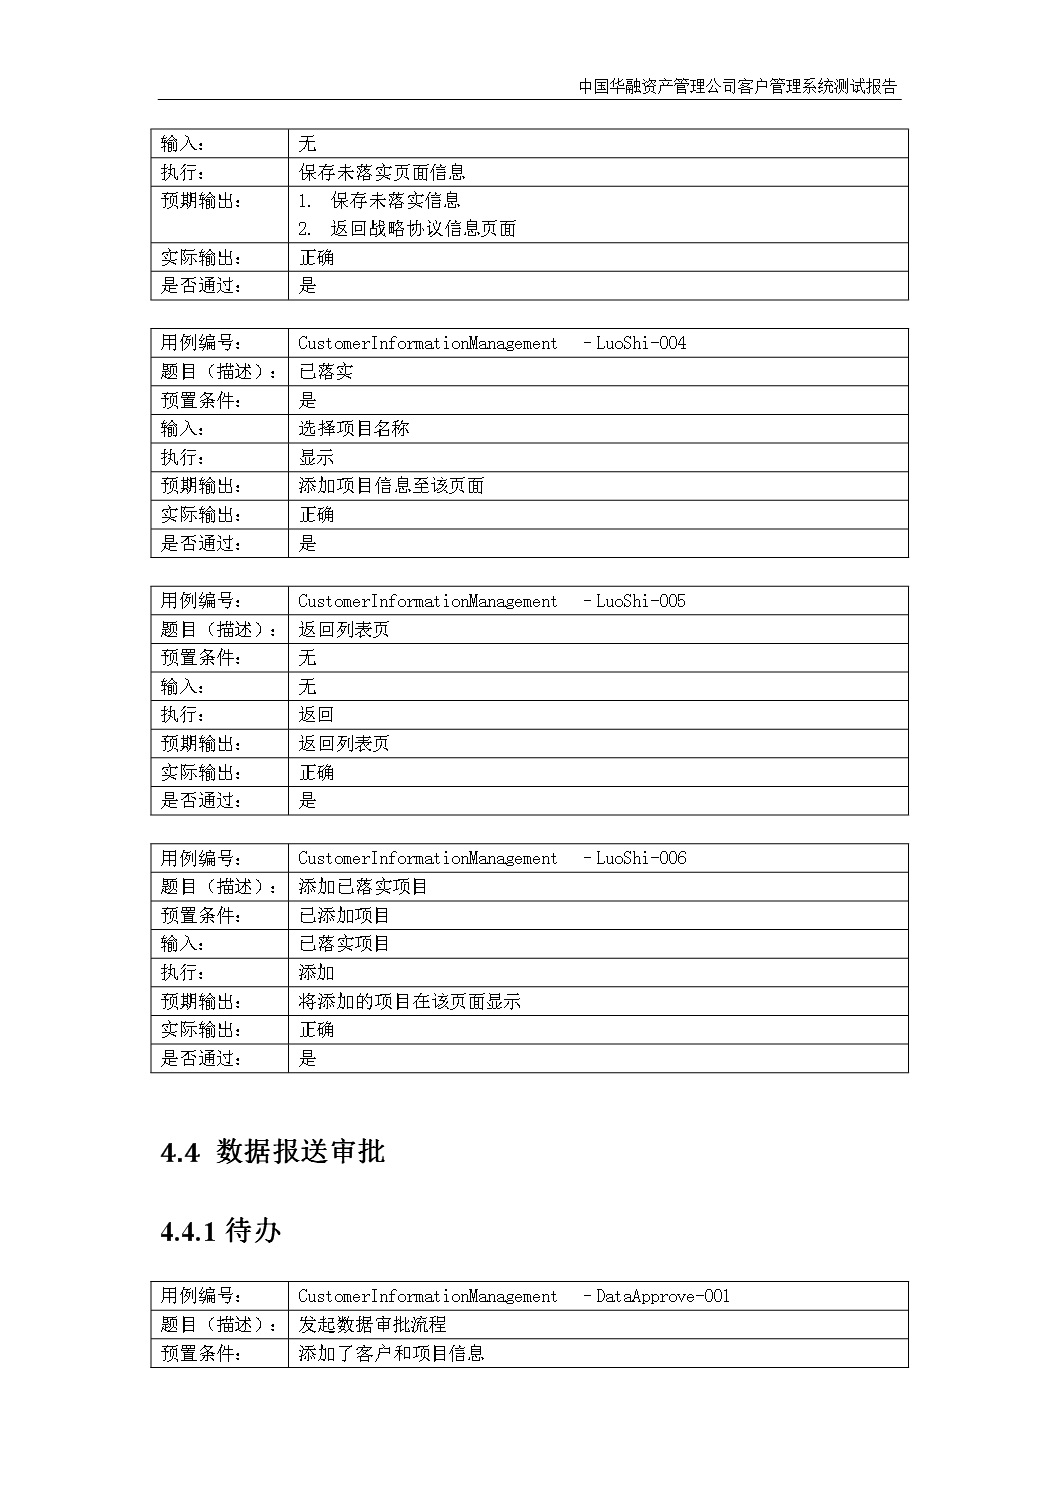 中国华融资产管理公司客户管理系统测试报告
输入： 无
执行： 保存未落实页面信息
预期输出： 1. 保存未落实信息
2. 返回战略协议信息页面
实际输出： 正确
是否通过： 是
用例编号： CustomerInformationManagement –LuoShi-004
题目（描述）： 已落实
预置条件： 是
输入： 选择项目名称
执行： 显示
预期输出： 添加项目信息至该页面
实际输出： 正确
是否通过： 是
用例编号： CustomerInformationManagement –LuoShi-005
题目（描述）： 返回列表页
预置条件： 无
输入： 无
执行： 返回
预期输出： 返回列表页
实际输出： 正确
是否通过： 是
用例编号： CustomerInformationManagement –LuoShi-006
题目（描述）： 添加已落实项目
预置条件： 已添加项目
输入： 已落实项目
执行： 添加
预期输出： 将添加的项目在该页面显示
实际输出： 正确
是否通过： 是
4.4 数据报送审批
4.4.1 待办
用例编号： CustomerInformationManagement –DataApprove-001
题目（描述）： 发起数据审批流程
预置条件： 添加了客户和项目信息